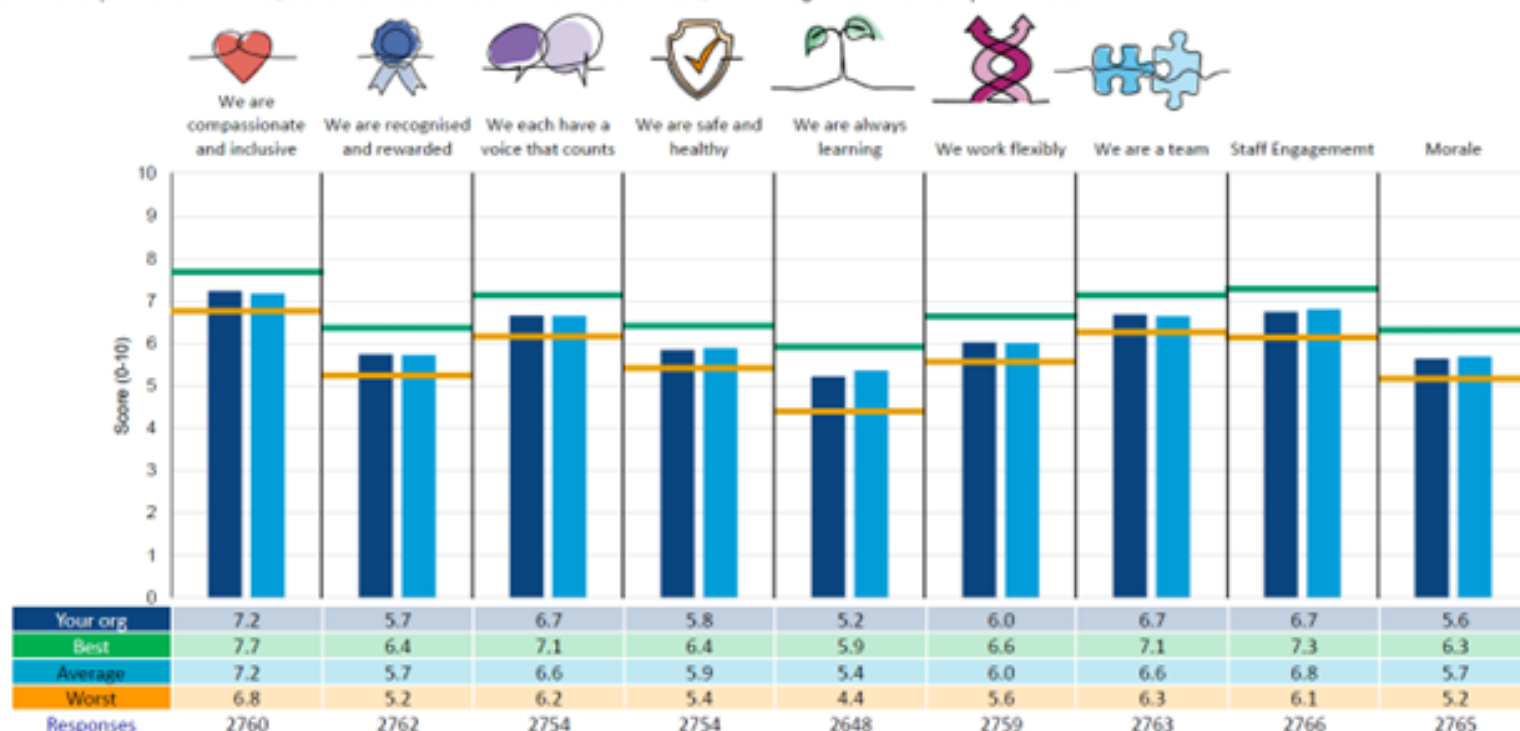 We are
compassionate
and inclusive
We are recognised
and rewarded
We each have a
voice that counts
We are safe and
healthy
We are always
learning
We work flexibly
We are a team
Staff Engagememt
Morale
Score (0-10)
10
9
8
7
6
5
4
3
2
1
0
Your org 7.2 5.7 6.7 5.8 5.2 6.0 6.7 6.7 5.6
Best 7.7 6.4 7.1 6.4 5.9 6.6 7.1 7.3 6.3
Average 7.2 5.7 6.6 5.9 5.4 6.0 6.6 6.8 5.7
Worst 6.8 5.2 6.2 5.4 4.4 5.6 6.3 6.1 5.2
Responses 2760 2762 2754 2754 2648 2759 2763 2766 2765